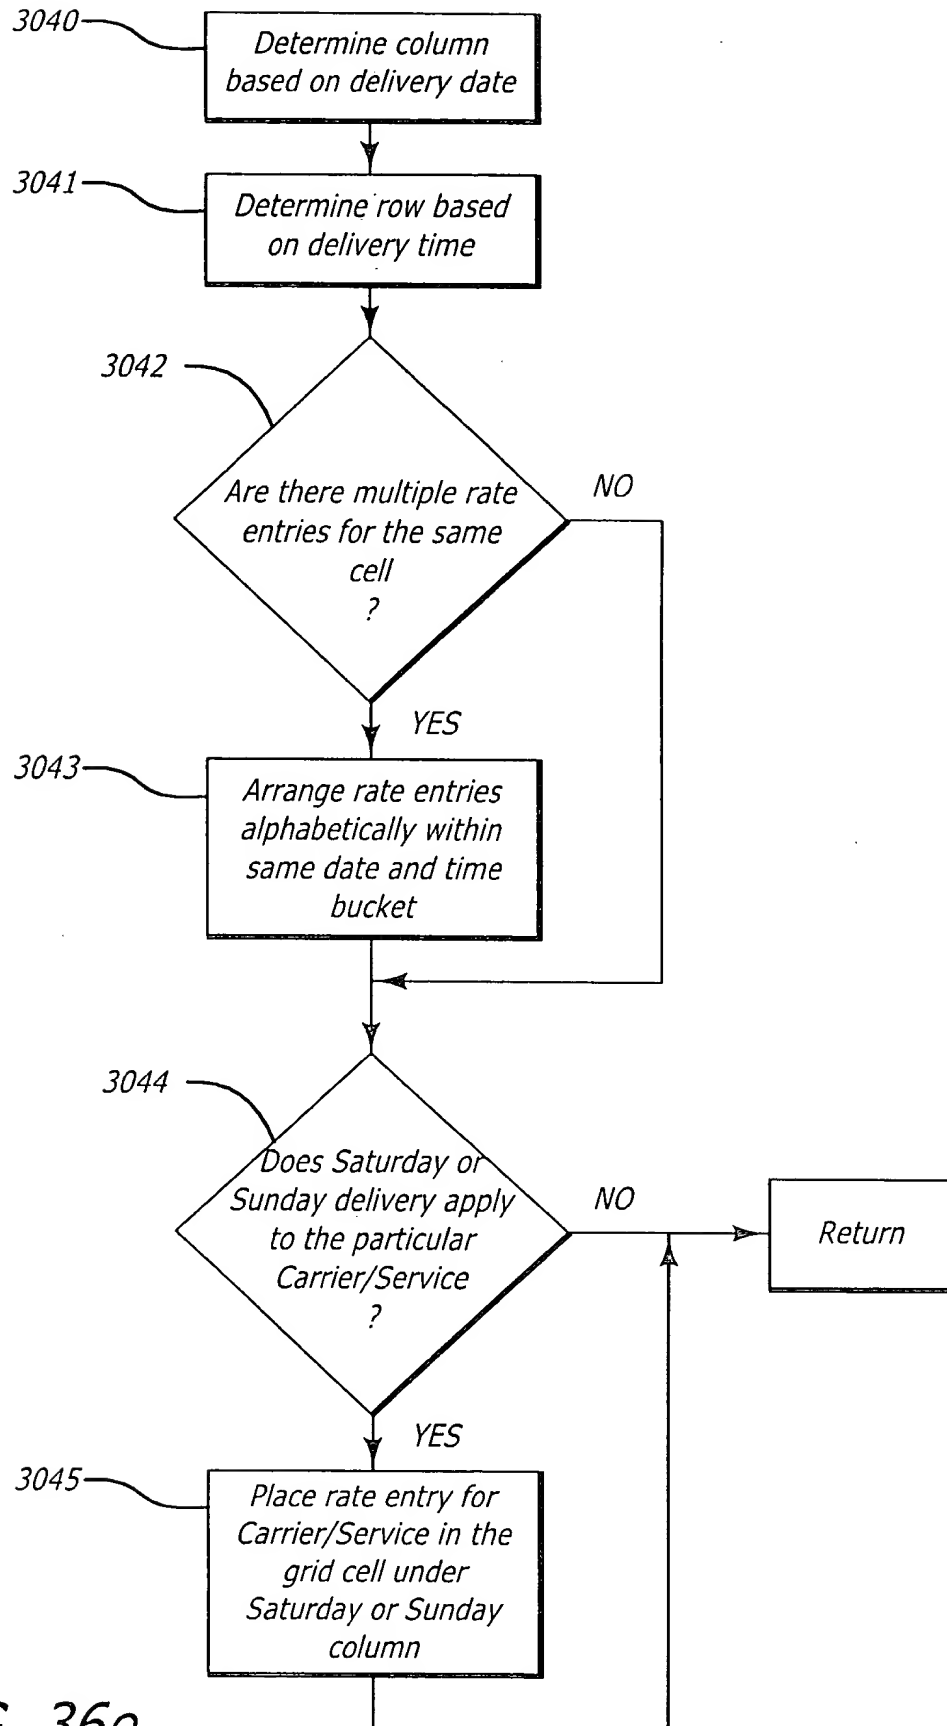 3040
Determine column
based on delivery date
3041
Determine row based
on delivery time
3042
Are there multiple rate
entries for the same
cell
?
NO
YES
3043
Arrange rate entries
alphabetically within
same date and time
bucket
3044
Does Saturday or
Sunday delivery apply
to the particular
Carrier/Service
?
NO
Return
YES
3045
Place rate entry for
Carrier/Service in the
grid cell under
Saturday or Sunday
column